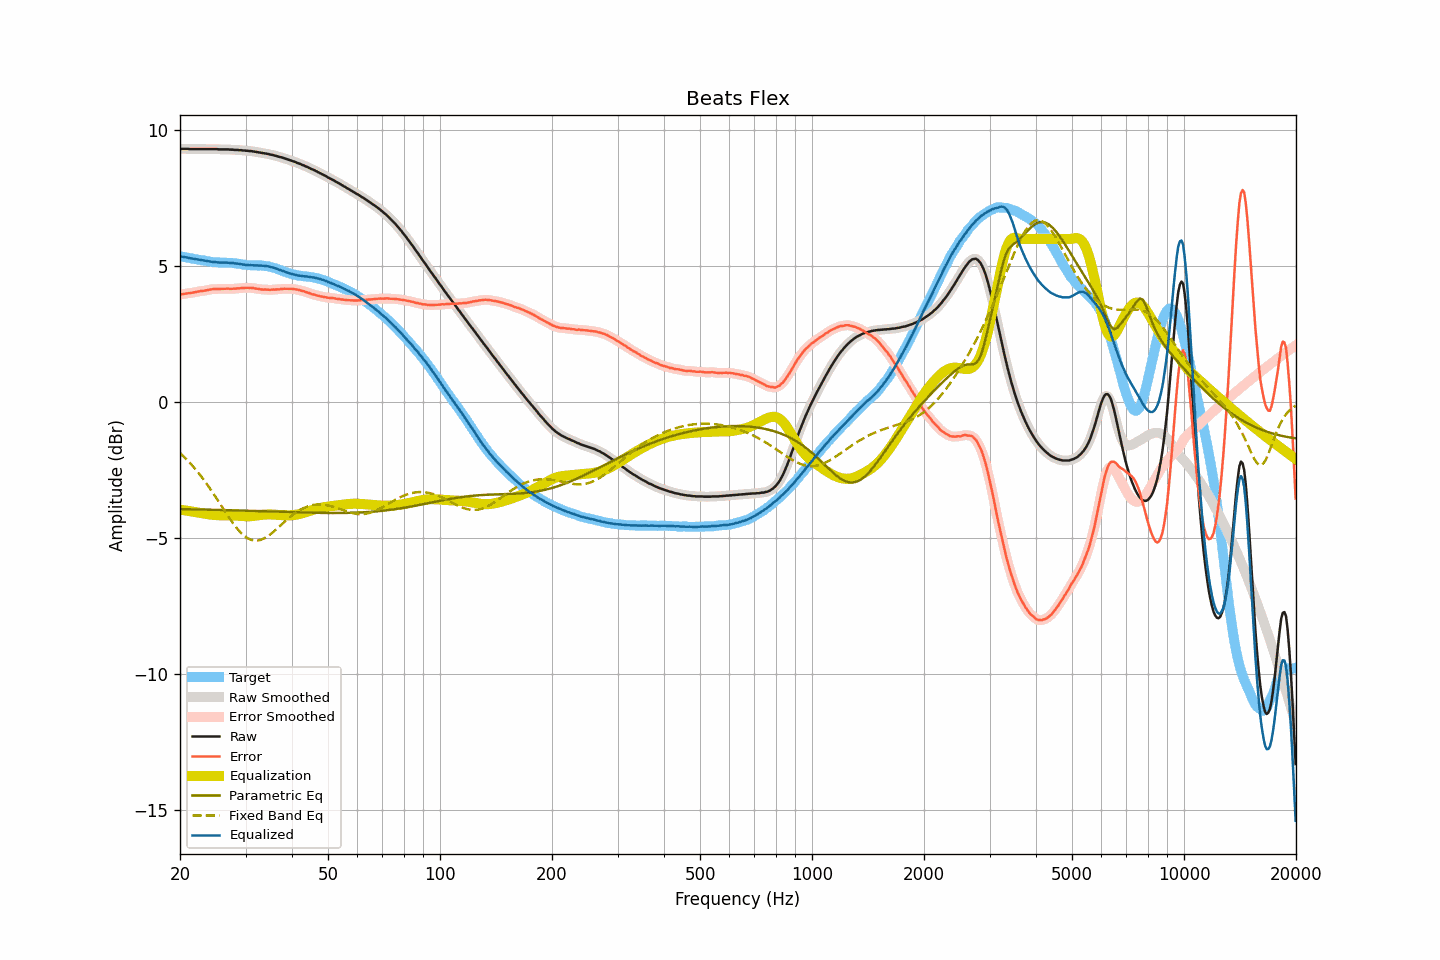 Beats Flex
10
5
0
−5
−10
−15
Amplitude (dBr)
Target
Raw Smoothed
Error Smoothed
Raw
Error
Equalization
Parametric Eq
Fixed Band Eq
Equalized
20 50 100 200 500 1000 2000 5000 10000 20000
Frequency (Hz)